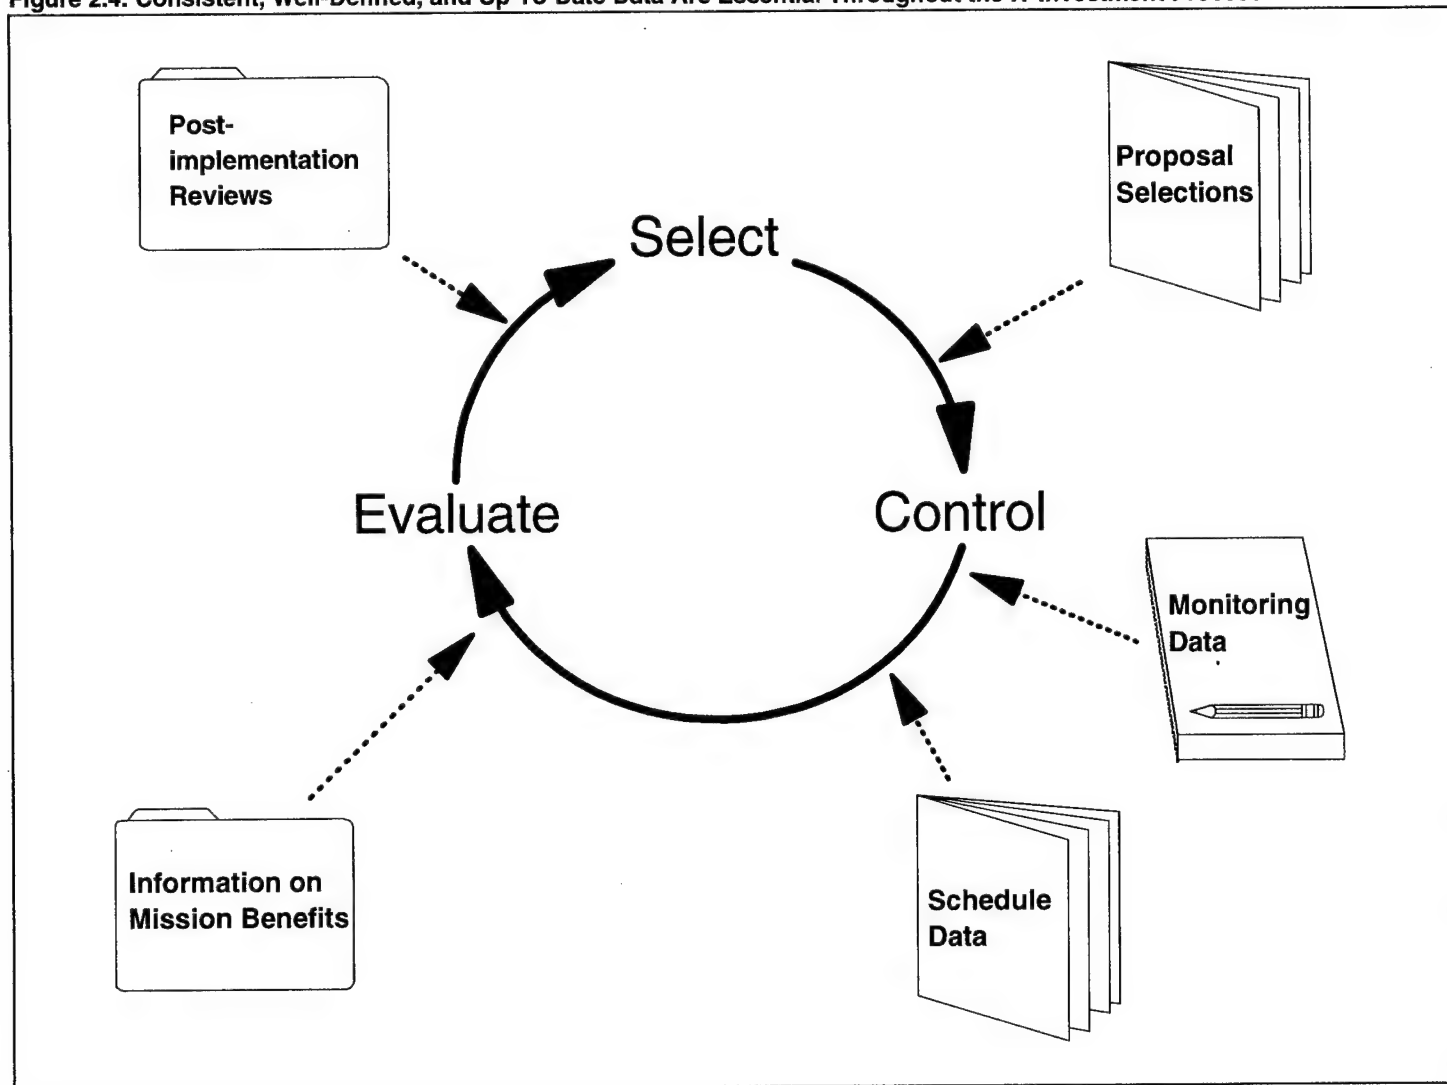 Figure 2.4: Consistent, Well-Defined, and Up-To-Date Data Are Essential Throughout the IT Investment Process
Post-
implementation
Reviews
Proposal
Selections
Select
Evaluate
Control
Monitoring
Data
Information on
Mission Benefits
Schedule
Data